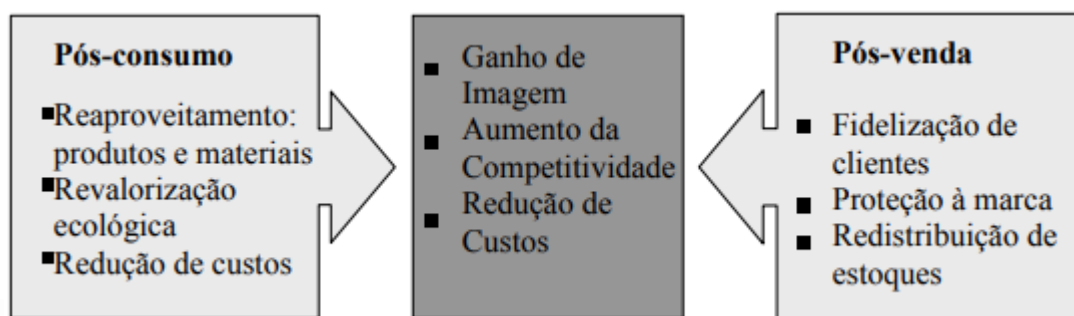 Pós-consumo
▪Reaproveitamento:
produtos e materiais
▪Revalorização
ecológica
▪Redução de custos
▪ Ganho de
Imagem
▪ Aumento da
Competitividade
▪ Redução de
Custos
Pós-venda
▪ Fidelização de
clientes
▪ Proteção à marca
▪ Redistribuição de
estoques